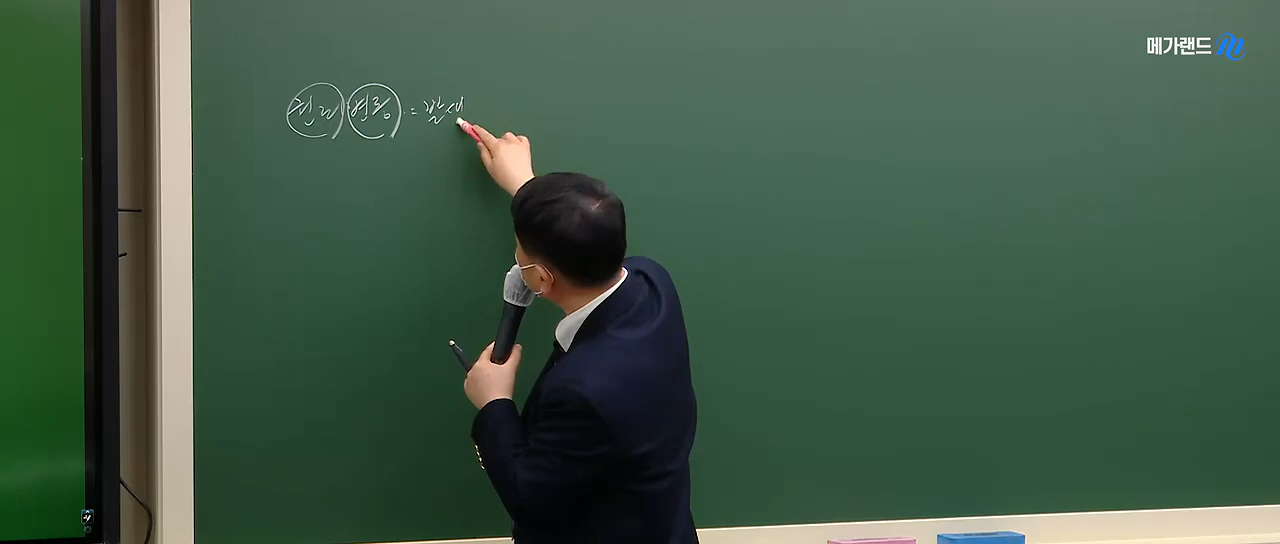 메가랜드
권리 변동 = 발생